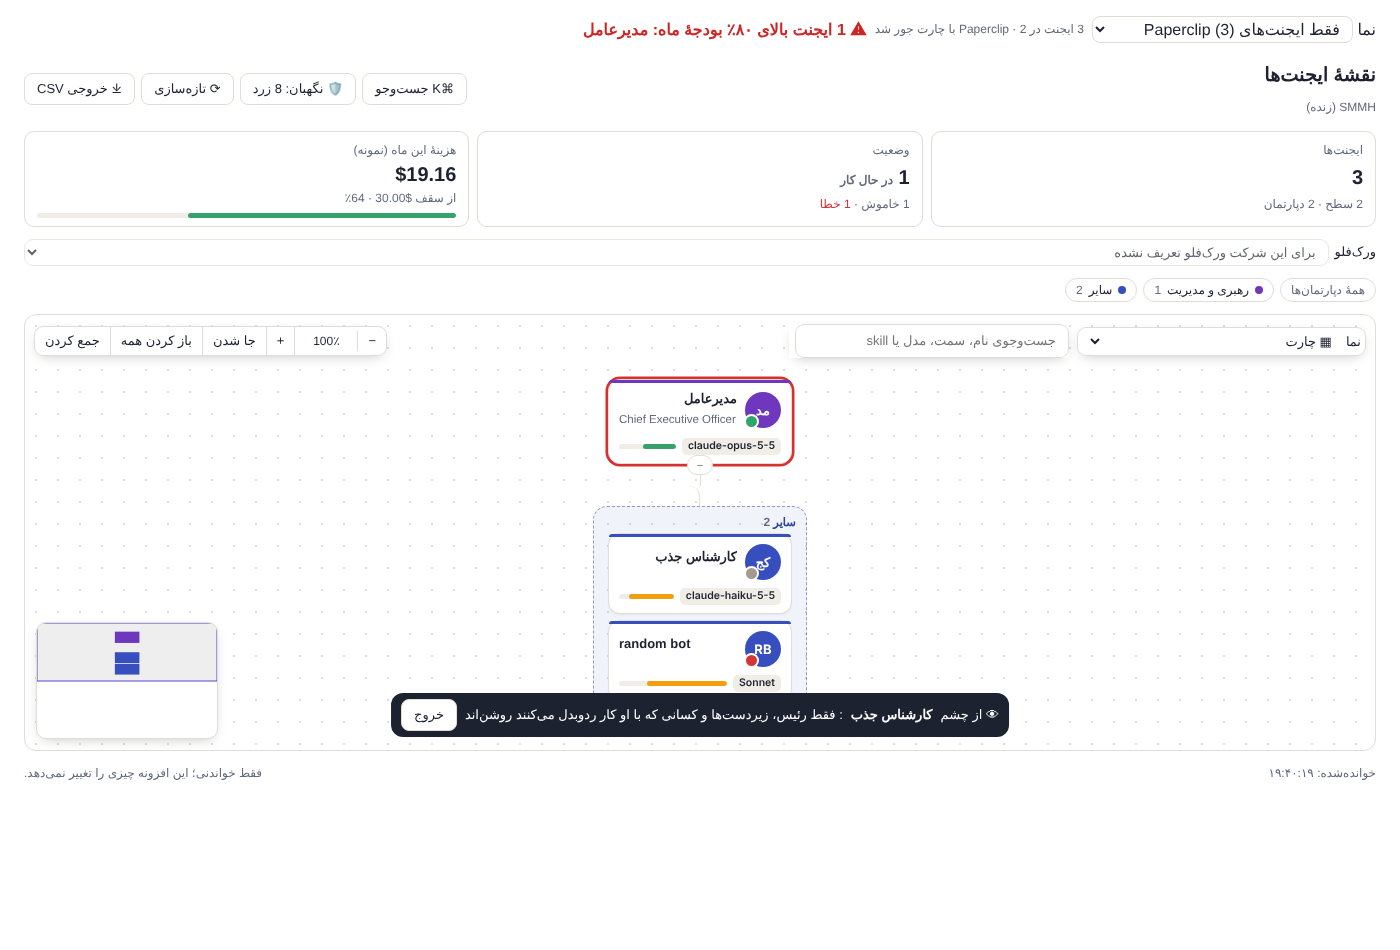 نما فقط ایجنت‌های Paperclip (3) 3 ایجنت در Paperclip · 2 با چارت جور شد ⚠ 1 ایجنت بالای ۸۰٪ بودجهٔ ماه: مدیرعامل
نقشهٔ ایجنت‌ها
SMMH (زنده)
⌘K جست‌وجو
🛡️ نگهبان: 8 زرد
⟳ تازه‌سازی
⤓ خروجی CSV
ایجنت‌ها
3
2 سطح · 2 دپارتمان
وضعیت
1 در حال کار
1 خاموش · 1 خطا
هزینهٔ این ماه (نمونه)
$19.16
از سقف $30.00 · 64٪
ورک‌فلو برای این شرکت ورک‌فلو تعریف نشده
همهٔ دپارتمان‌ها
رهبری و مدیریت 1
سایر 2
نما ▦ چارت
جست‌وجوی نام، سمت، مدل یا skill
− 100٪ + جا شدن باز کردن همه جمع کردن
مد
مدیرعامل
Chief Executive Officer
claude-opus-5-5
−
سایر 2
کج
کارشناس جذب
claude-haiku-5-5
RB
random bot
Sonnet
👁 از چشم کارشناس جذب : فقط رئیس، زیردست‌ها و کسانی که با او کار ردوبدل می‌کنند روشن‌اند خروج
خوانده‌شده: ۱۹:۴۰:۱۹
فقط خواندنی؛ این افزونه چیزی را تغییر نمی‌دهد.